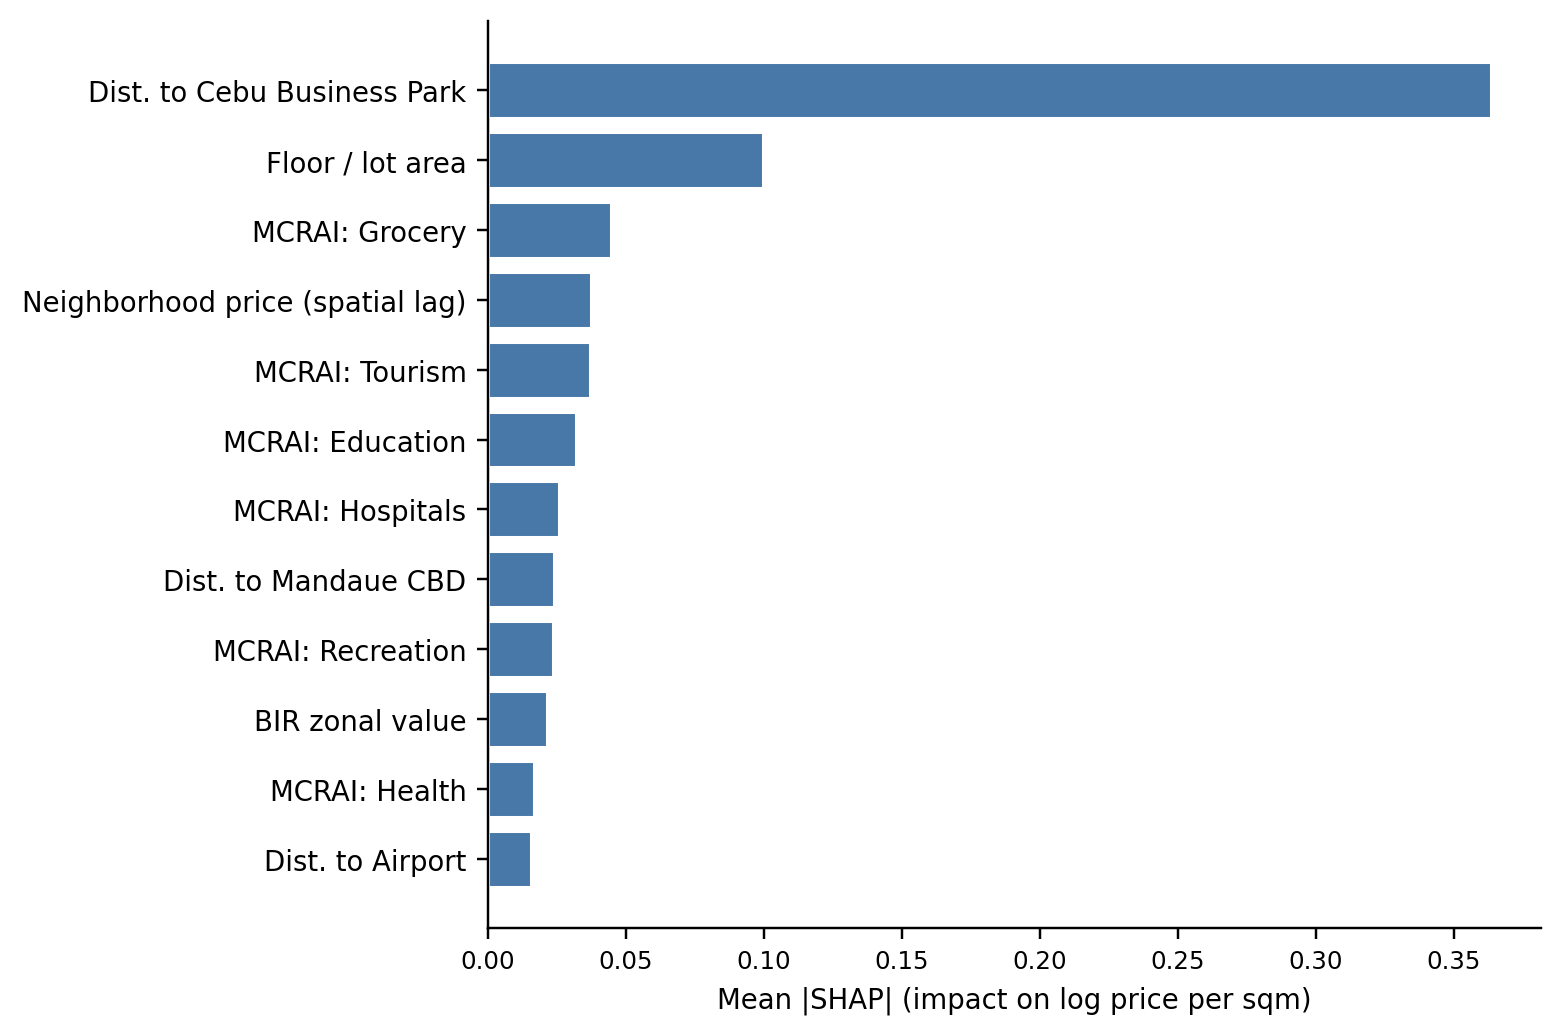 Dist. to Cebu Business Park
Floor / lot area
MCRAI: Grocery
Neighborhood price (spatial lag)
MCRAI: Tourism
MCRAI: Education
MCRAI: Hospitals
Dist. to Mandaue CBD
MCRAI: Recreation
BIR zonal value
MCRAI: Health
Dist. to Airport
0.00 0.05 0.10 0.15 0.20 0.25 0.30 0.35
Mean |SHAP| (impact on log price per sqm)